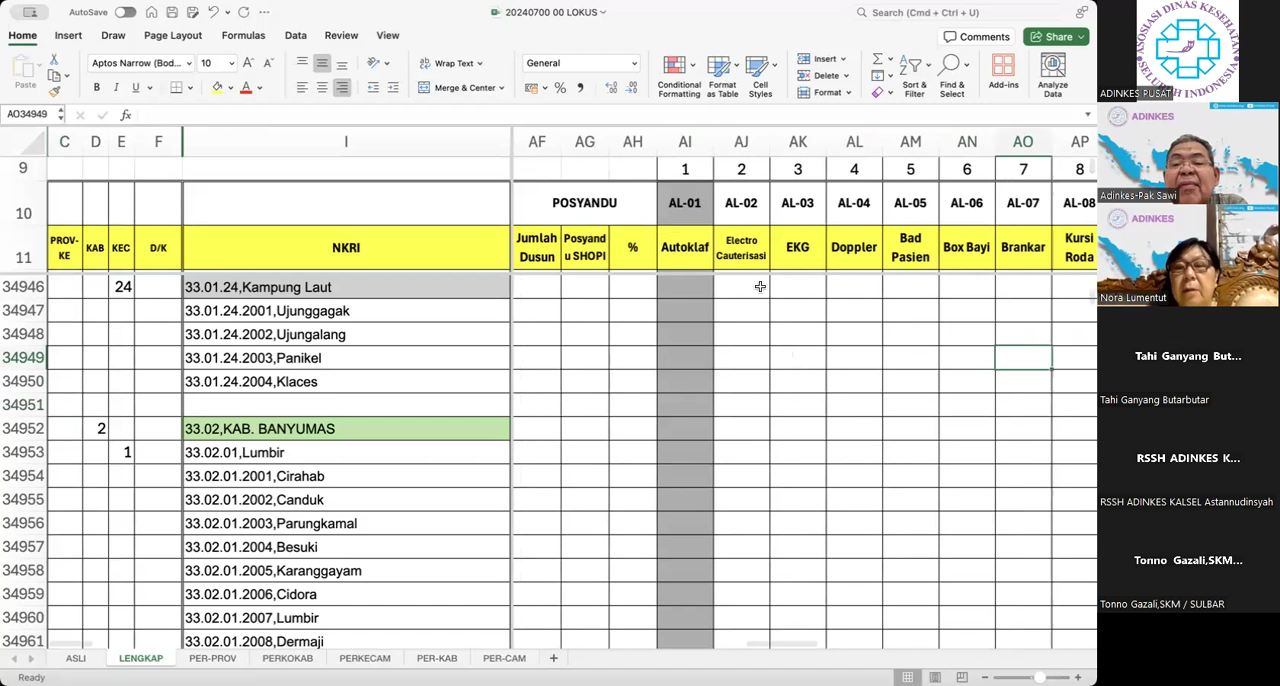 AutoSave
20240700 00 LOKUS
Search (Cmd + Ctrl + U)
Home Insert Draw Page Layout Formulas Data Review View
Comments Share
Paste
Aptos Narrow (Bod... 10
Wrap Text
General
Merge & Center
Conditional Formatting
Format as Table
Cell Styles
Insert
Delete
Format
Sort & Filter
Find & Select
Add-ins
Analyze Data
AO34949 fx
C D E F I AF AG AH AI AJ AK AL AM AN AO AP
9 1 2 3 4 5 6 7 8
10 POSYANDU AL-01 AL-02 AL-03 AL-04 AL-05 AL-06 AL-07 AL-08
11 PROV-KE KAB KEC D/K NKRI Jumlah Dusun Posyandu SHOPI % Autoklaf Electro Cauterisasi EKG Doppler Bad Pasien Box Bayi Brankar Kursi Roda
34946 24 33.01.24,Kampung Laut
34947 33.01.24.2001,Ujunggagak
34948 33.01.24.2002,Ujungalang
34949 33.01.24.2003,Panikel
34950 33.01.24.2004,Klaces
34951
34952 2 33.02,KAB. BANYUMAS
34953 1 33.02.01,Lumbir
34954 33.02.01.2001,Cirahab
34955 33.02.01.2002,Canduk
34956 33.02.01.2003,Parungkamal
34957 33.02.01.2004,Besuki
34958 33.02.01.2005,Karanggayam
34959 33.02.01.2006,Cidora
34960 33.02.01.2007,Lumbir
34961 33.02.01.2008,Dermaji
ASLI LENGKAP PER-PROV PERKOKAB PERKECAM PER-KAB PER-CAM +
Ready
ASOSIASI DINAS KESEHATAN
SELURUH INDONESIA
ADINKES PUSAT
ADINKES
Adinkes-Pak Sawi
ADINKES
Nora Lumentut
Tahi Ganyang But...
Tahi Ganyang Butarbutar
RSSH ADINKES K...
RSSH ADINKES KALSEL Astannudinsyah
Tonno Gazali,SKM...
Tonno Gazali,SKM / SULBAR